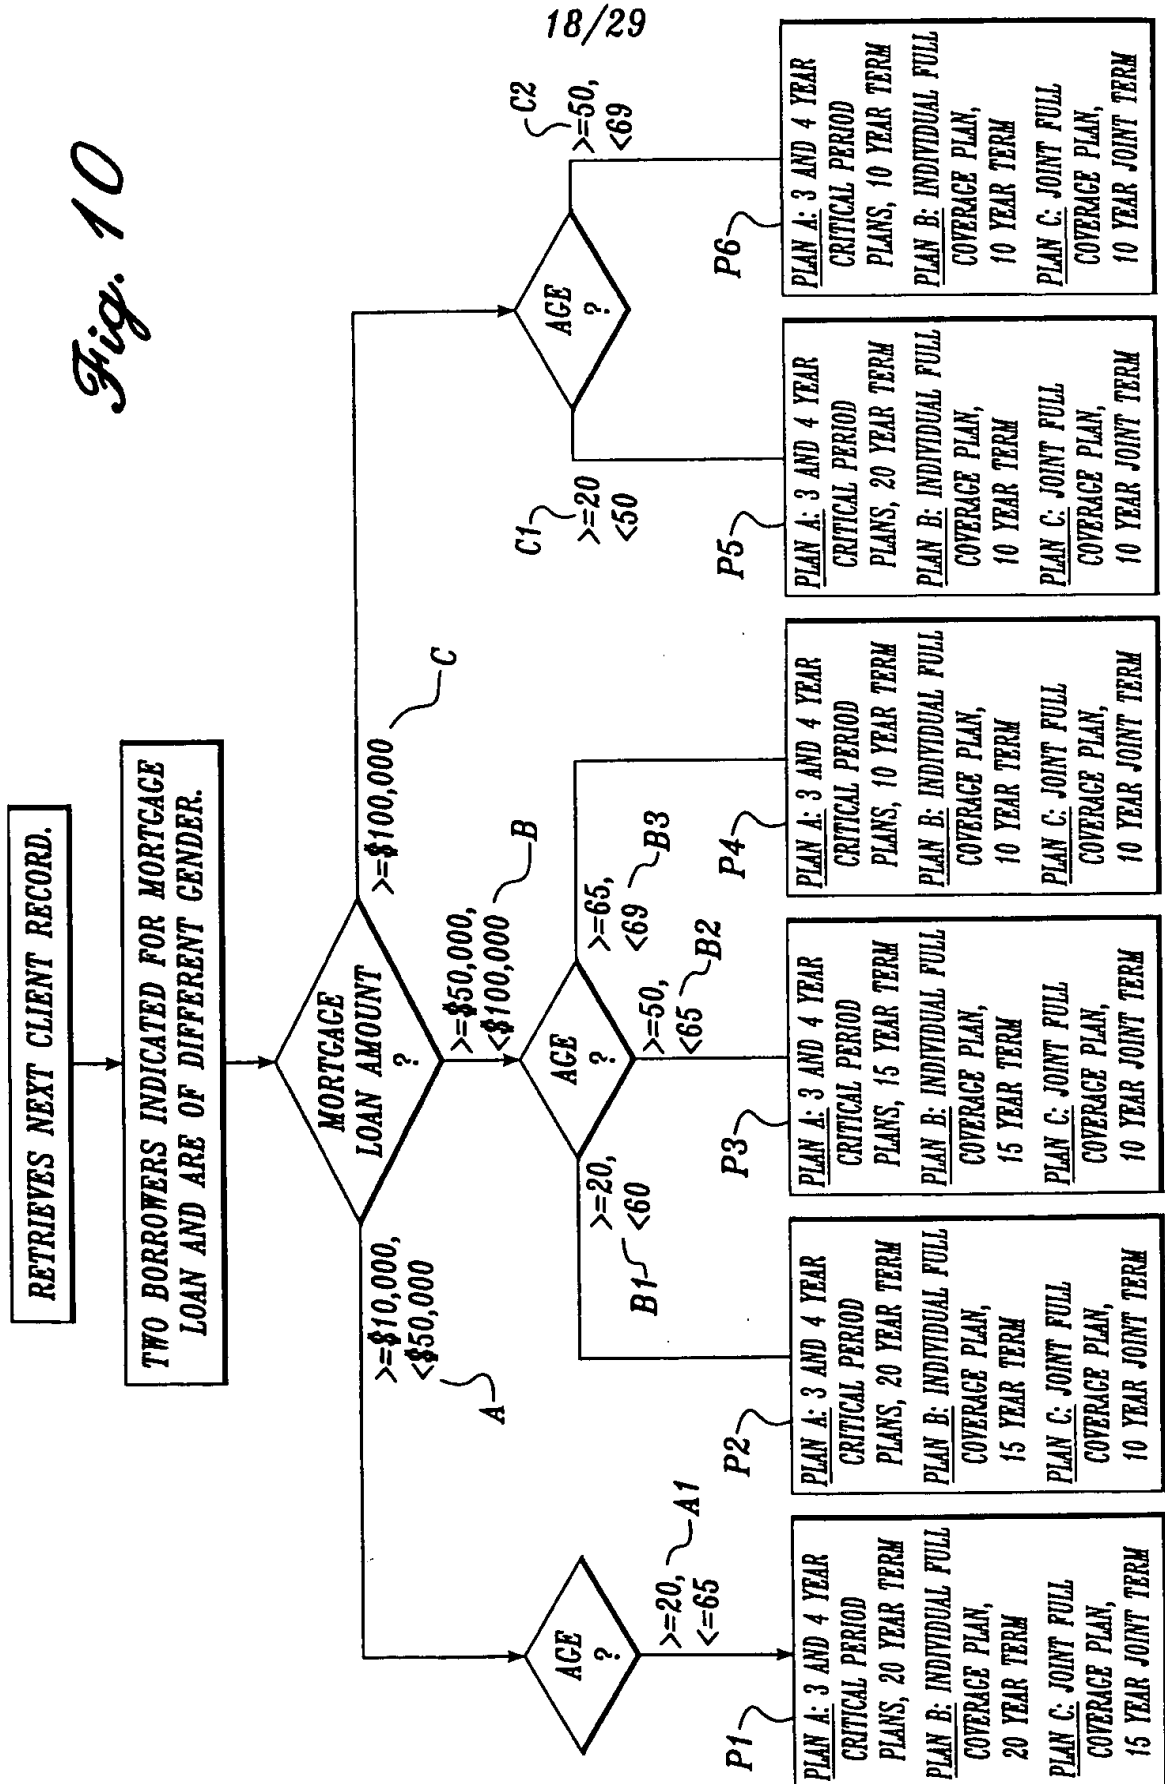 18/29
Fig. 10
RETRIEVES NEXT CLIENT RECORD.
TWO BORROWERS INDICATED FOR MORTGAGE
LOAN AND ARE OF DIFFERENT GENDER.
MORTGAGE
LOAN AMOUNT
?
>=$10,000,
<$50,000
A
>=$50,000,
<$100,000
B
>=$100,000
C
AGE
?
>=20,
<=65
A1
AGE
?
>=20,
<60
B1
>=50,
<65
B2
>=65,
<69
B3
AGE
?
C1
>=20
<50
C2
>=50,
<69
P1
PLAN A: 3 AND 4 YEAR
CRITICAL PERIOD
PLANS, 20 YEAR TERM
PLAN B: INDIVIDUAL FULL
COVERAGE PLAN,
20 YEAR TERM
PLAN C: JOINT FULL
COVERAGE PLAN,
15 YEAR JOINT TERM
P2
PLAN A: 3 AND 4 YEAR
CRITICAL PERIOD
PLANS, 20 YEAR TERM
PLAN B: INDIVIDUAL FULL
COVERAGE PLAN,
15 YEAR TERM
PLAN C: JOINT FULL
COVERAGE PLAN,
10 YEAR JOINT TERM
P3
PLAN A: 3 AND 4 YEAR
CRITICAL PERIOD
PLANS, 15 YEAR TERM
PLAN B: INDIVIDUAL FULL
COVERAGE PLAN,
15 YEAR TERM
PLAN C: JOINT FULL
COVERAGE PLAN,
10 YEAR JOINT TERM
P4
PLAN A: 3 AND 4 YEAR
CRITICAL PERIOD
PLANS, 10 YEAR TERM
PLAN B: INDIVIDUAL FULL
COVERAGE PLAN,
10 YEAR TERM
PLAN C: JOINT FULL
COVERAGE PLAN,
10 YEAR JOINT TERM
P5
PLAN A: 3 AND 4 YEAR
CRITICAL PERIOD
PLANS, 20 YEAR TERM
PLAN B: INDIVIDUAL FULL
COVERAGE PLAN,
10 YEAR TERM
PLAN C: JOINT FULL
COVERAGE PLAN,
10 YEAR JOINT TERM
P6
PLAN A: 3 AND 4 YEAR
CRITICAL PERIOD
PLANS, 10 YEAR TERM
PLAN B: INDIVIDUAL FULL
COVERAGE PLAN,
10 YEAR TERM
PLAN C: JOINT FULL
COVERAGE PLAN,
10 YEAR JOINT TERM